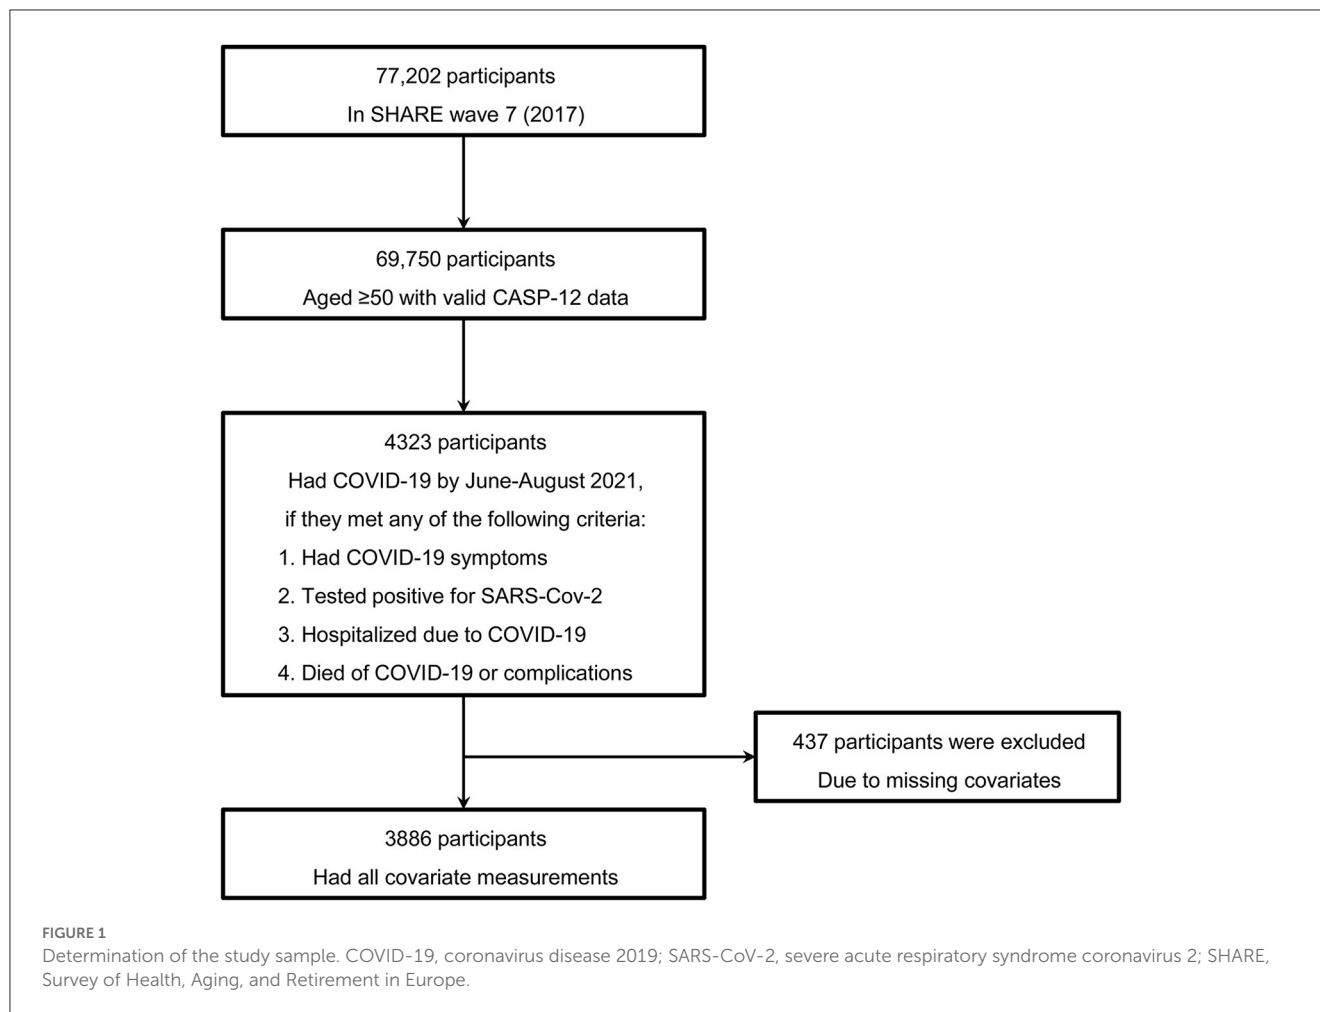 77,202 participants
In SHARE wave 7 (2017)
69,750 participants
Aged ≥50 with valid CASP-12 data
4323 participants
Had COVID-19 by June-August 2021,
if they met any of the following criteria:
1. Had COVID-19 symptoms
2. Tested positive for SARS-Cov-2
3. Hospitalized due to COVID-19
4. Died of COVID-19 or complications
437 participants were excluded
Due to missing covariates
3886 participants
Had all covariate measurements
FIGURE 1
Determination of the study sample. COVID-19, coronavirus disease 2019; SARS-CoV-2, severe acute respiratory syndrome coronavirus 2; SHARE,
Survey of Health, Aging, and Retirement in Europe.